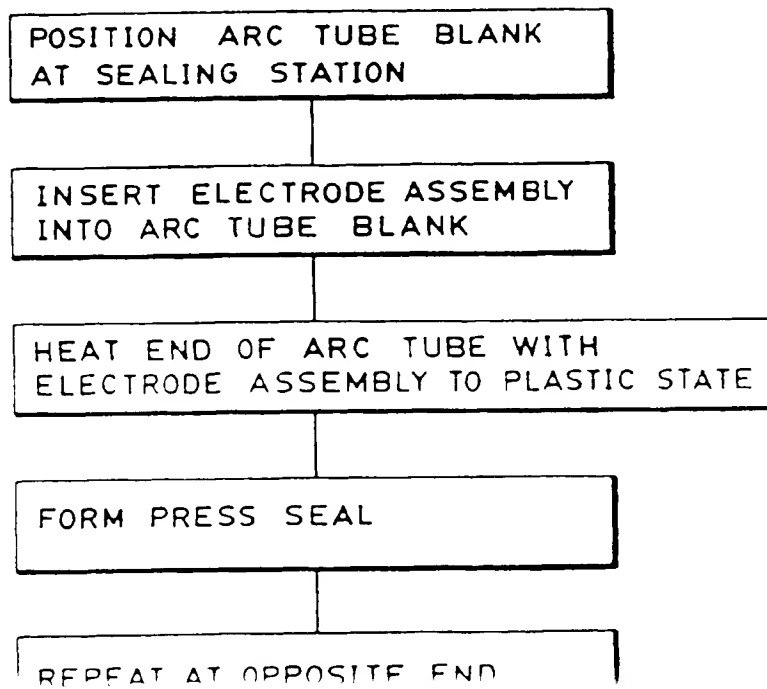 POSITION ARC TUBE BLANK
AT SEALING STATION
INSERT ELECTRODE ASSEMBLY
INTO ARC TUBE BLANK
HEAT END OF ARC TUBE WITH
ELECTRODE ASSEMBLY TO PLASTIC STATE
FORM PRESS SEAL
REPEAT AT OPPOSITE END